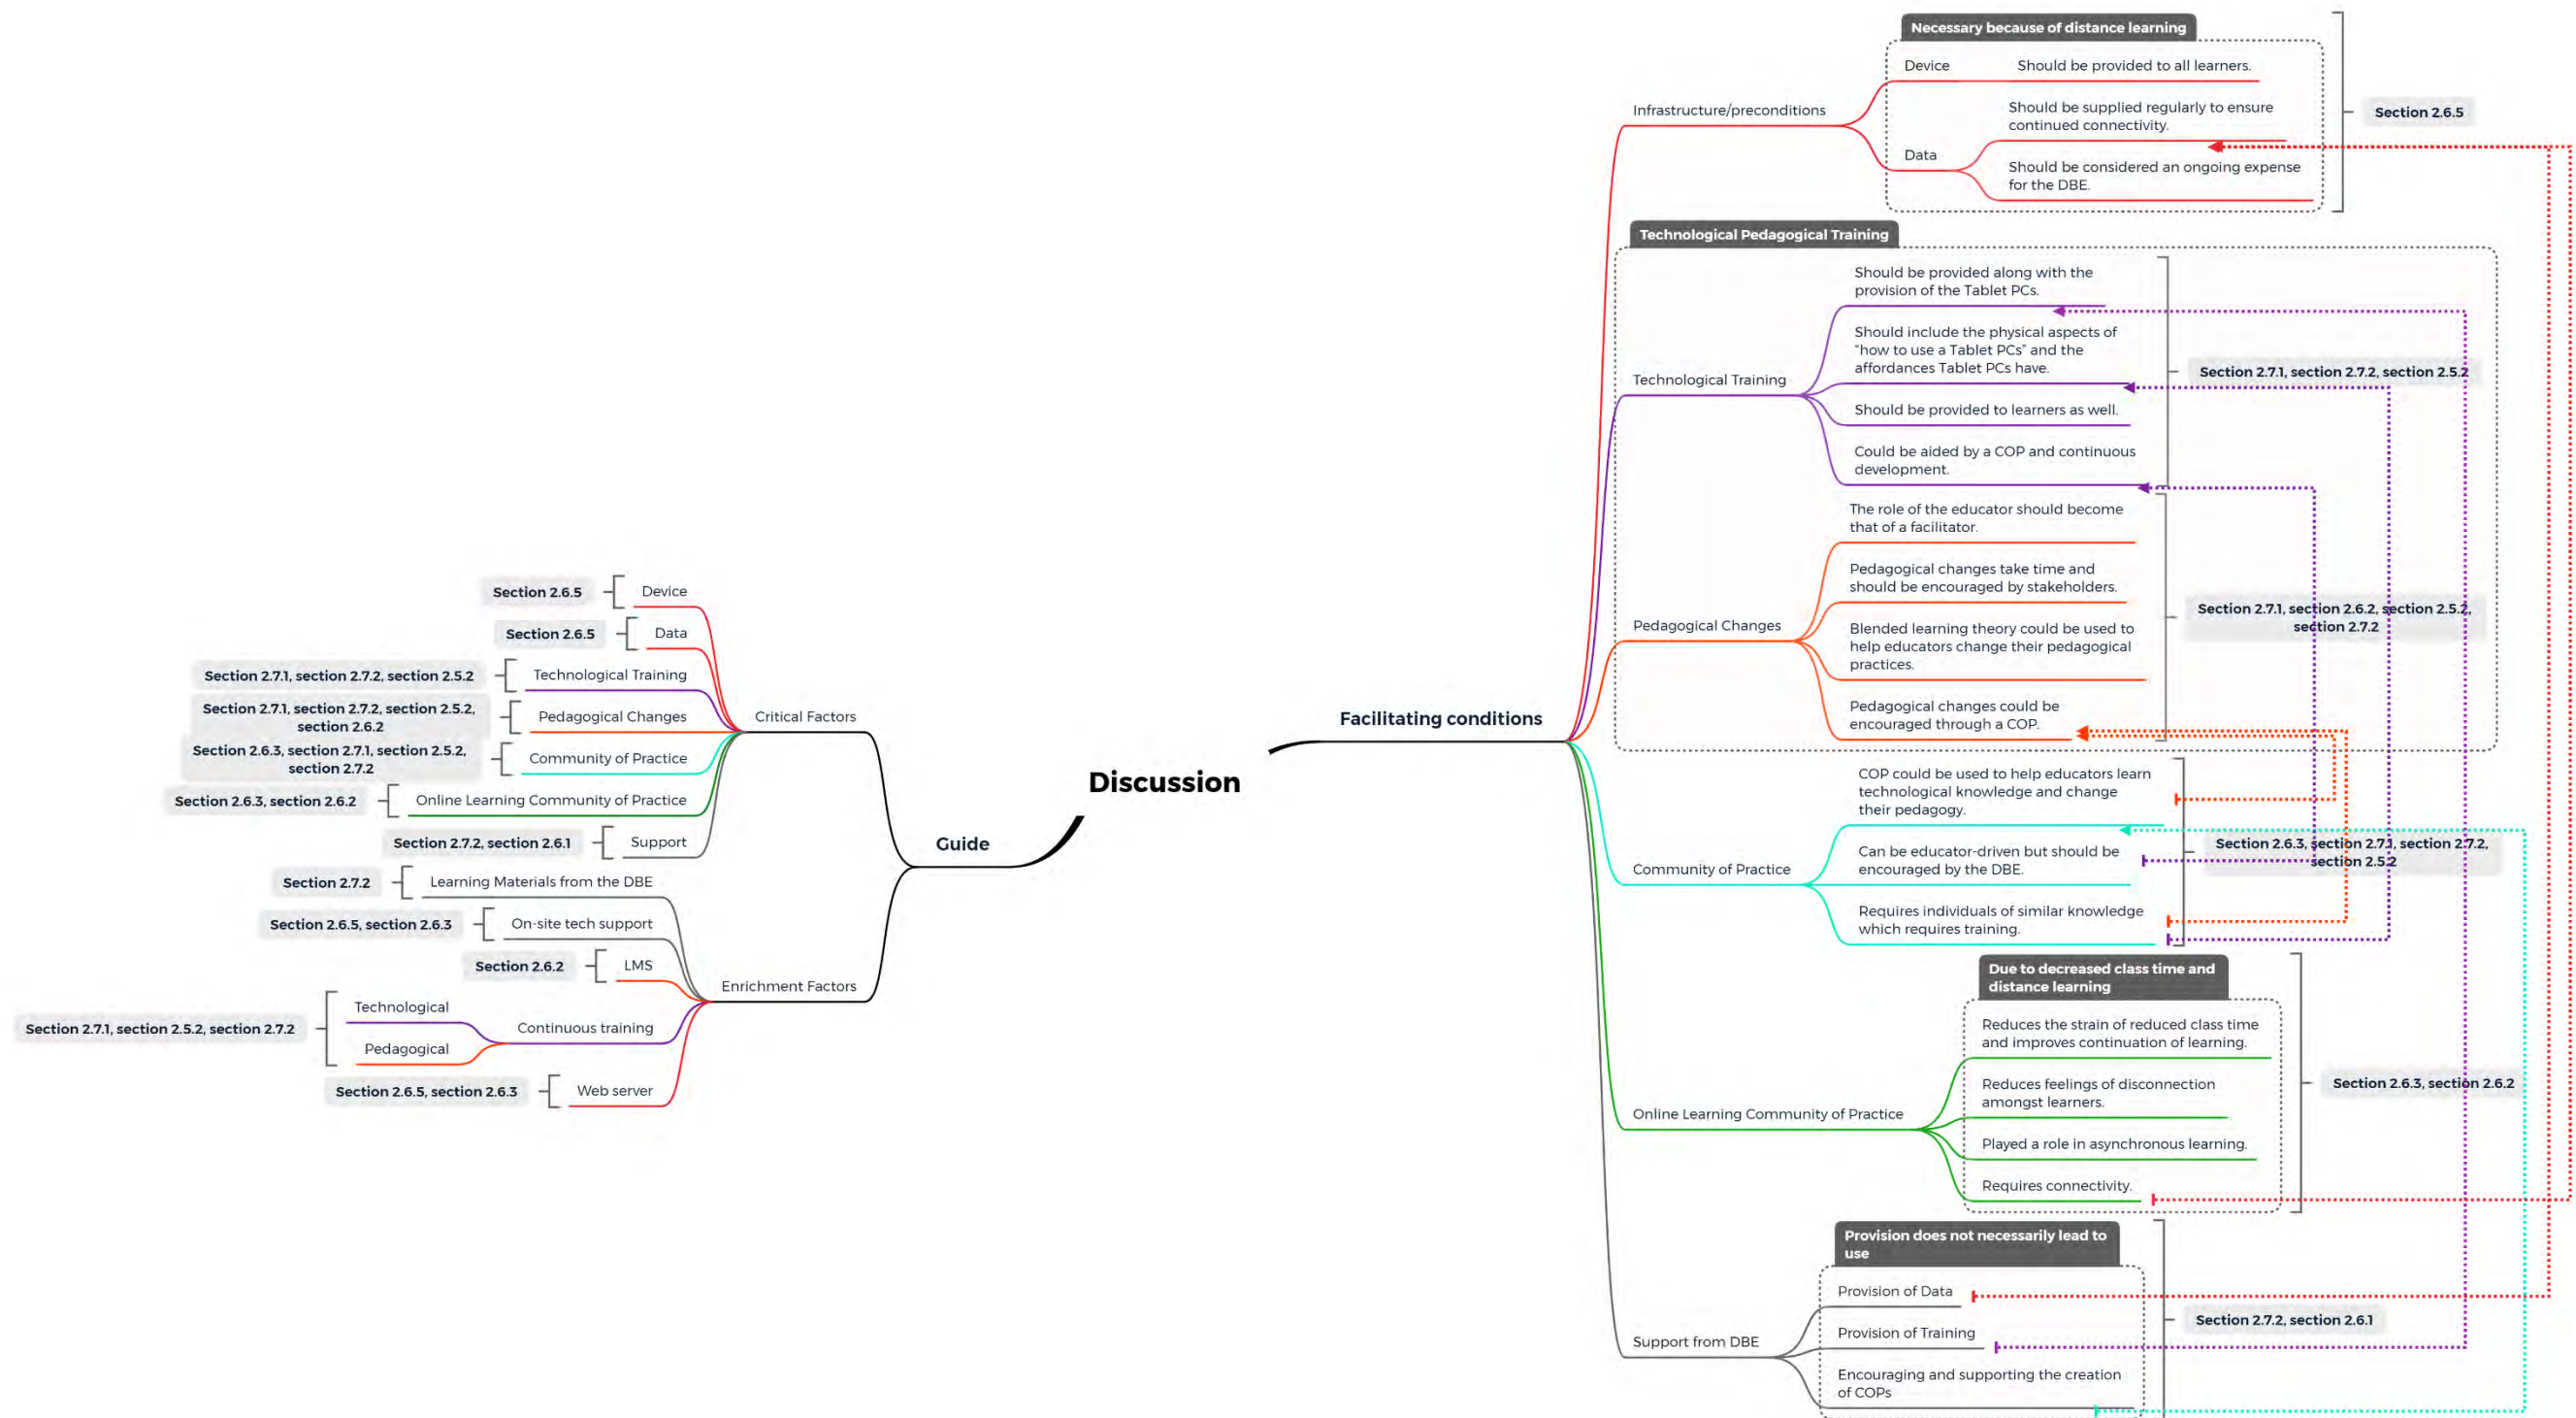 Discussion
Guide
Critical Factors
Device
Section 2.6.5
Data
Section 2.6.5
Technological Training
Section 2.7.1, section 2.7.2, section 2.5.2
Pedagogical Changes
Section 2.7.1, section 2.7.2, section 2.5.2,
section 2.6.2
Community of Practice
Section 2.6.3, section 2.7.1, section 2.5.2,
section 2.7.2
Online Learning Community of Practice
Section 2.6.3, section 2.6.2
Support
Section 2.7.2, section 2.6.1
Enrichment Factors
Learning Materials from the DBE
Section 2.7.2
On-site tech support
Section 2.6.5, section 2.6.3
LMS
Section 2.6.2
Continuous training
Technological
Pedagogical
Section 2.7.1, section 2.5.2, section 2.7.2
Web server
Section 2.6.5, section 2.6.3
Facilitating conditions
Infrastructure/preconditions
Necessary because of distance learning
Device
Should be provided to all learners.
Data
Should be supplied regularly to ensure
continued connectivity.
Should be considered an ongoing expense
for the DBE.
Section 2.6.5
Technological Pedagogical Training
Technological Training
Should be provided along with the
provision of the Tablet PCs.
Should include the physical aspects of
"how to use a Tablet PCs" and the
affordances Tablet PCs have.
Should be provided to learners as well.
Could be aided by a COP and continuous
development.
Section 2.7.1, section 2.7.2, section 2.5.2
Pedagogical Changes
The role of the educator should become
that of a facilitator.
Pedagogical changes take time and
should be encouraged by stakeholders.
Blended learning theory could be used to
help educators change their pedagogical
practices.
Pedagogical changes could be
encouraged through a COP.
Section 2.7.1, section 2.6.2, section 2.5.2,
section 2.7.2
Community of Practice
COP could be used to help educators learn
technological knowledge and change
their pedagogy.
Can be educator-driven but should be
encouraged by the DBE.
Requires individuals of similar knowledge
which requires training.
Section 2.6.3, section 2.7.1, section 2.7.2,
section 2.5.2
Online Learning Community of Practice
Due to decreased class time and
distance learning
Reduces the strain of reduced class time
and improves continuation of learning.
Reduces feelings of disconnection
amongst learners.
Played a role in asynchronous learning.
Requires connectivity.
Section 2.6.3, section 2.6.2
Support from DBE
Provision does not necessarily lead to
use
Provision of Data
Provision of Training
Encouraging and supporting the creation
of COPs
Section 2.7.2, section 2.6.1